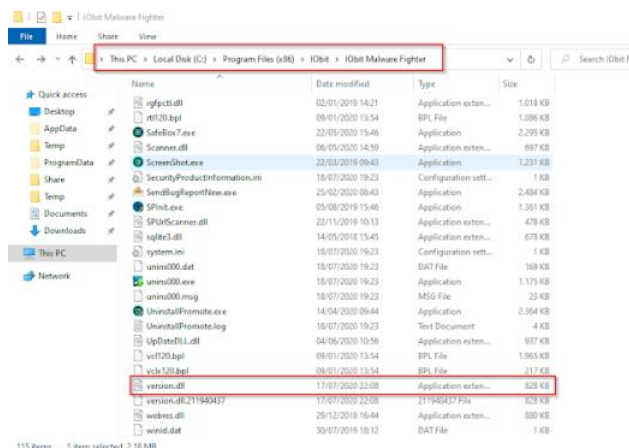 IObit Malware Fighter
File Home Share View
This PC > Local Disk (C:) > Program Files (x86) > IObit > IObit Malware Fighter
Search IObit
Name Date modified Type Size
Quick access
Desktop
AppData
Temp
ProgramData
Share
Temp
Documents
Downloads
This PC
Network
rgfpctl.dll 02/01/2019 14:21 Application exten... 1.018 KB
rtl120.bpl 09/01/2020 13:54 BPL File 1.086 KB
SafeBox7.exe 22/05/2020 15:46 Application 2.295 KB
Scanner.dll 06/05/2020 14:59 Application exten... 697 KB
ScreenShot.exe 22/03/2019 09:43 Application 1.231 KB
SecurityProductInformation.ini 18/07/2020 19:23 Configuration sett... 1 KB
SendBugReportNew.exe 25/02/2020 08:43 Application 2.484 KB
SPInit.exe 05/08/2019 15:46 Application 1.361 KB
SPUrlScanner.dll 22/11/2019 10:13 Application exten... 478 KB
sqlite3.dll 14/05/2018 15:45 Application exten... 678 KB
system.ini 18/07/2020 19:23 Configuration sett... 1 KB
unins000.dat 18/07/2020 19:23 DAT File 169 KB
unins000.exe 18/07/2020 19:23 Application 1.175 KB
unins000.msg 18/07/2020 19:23 MSG File 23 KB
UninstallPromote.exe 14/04/2020 09:44 Application 2.364 KB
UninstallPromote.log 18/07/2020 19:23 Text Document 4 KB
UpDateDLL.dll 04/06/2020 10:56 Application exten... 937 KB
vcl120.bpl 09/01/2020 13:54 BPL File 1.965 KB
vclx120.bpl 09/01/2020 13:54 BPL File 217 KB
version.dll 17/07/2020 22:08 Application exten... 828 KB
version.dll.211940437 17/07/2020 22:08 211940437 File 828 KB
webres.dll 29/12/2018 16:44 Application exten... 880 KB
winid.dat 30/07/2019 18:12 DAT File 1 KB
115 items 1 item selected 2,18 MB